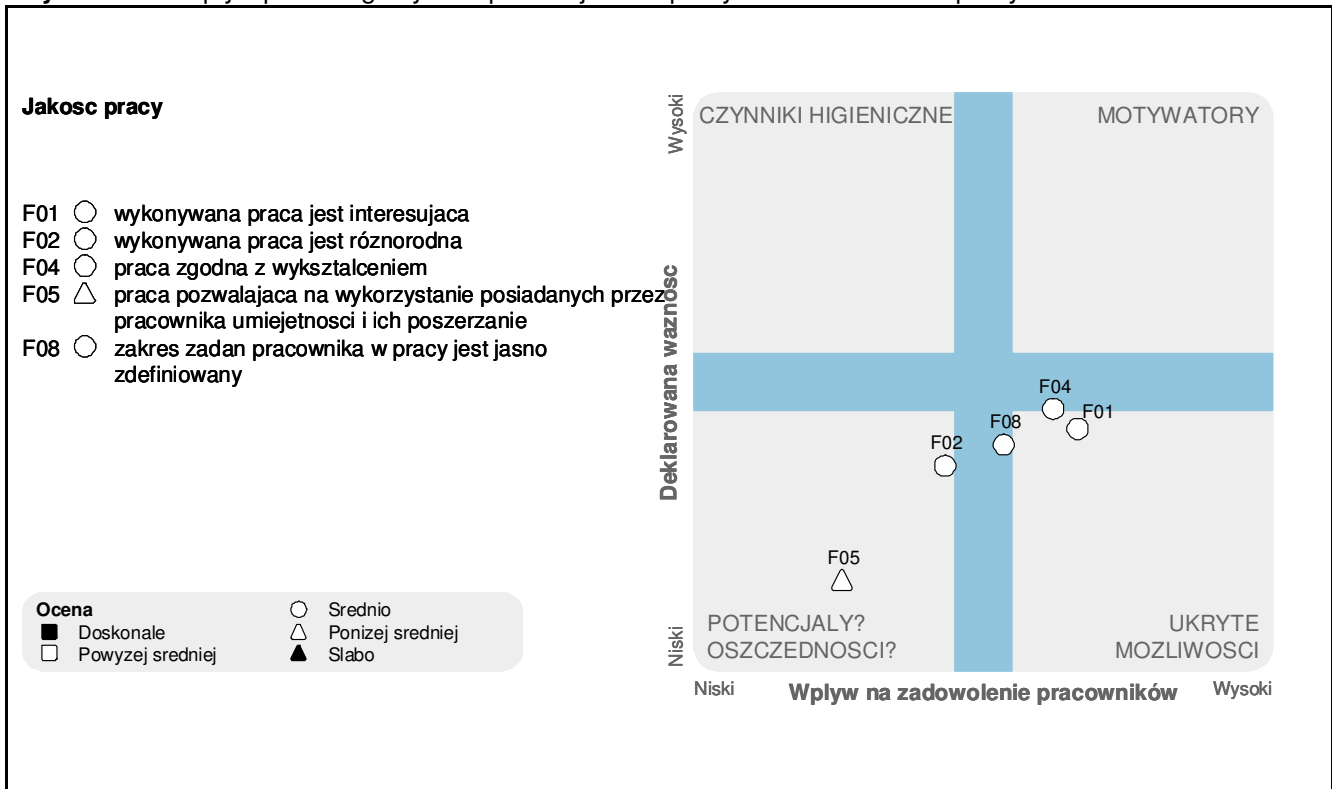 Jakosc pracy
F01 wykonywana praca jest interesujaca
F02 wykonywana praca jest róznorodna
F04 praca zgodna z wyksztalceniem
F05 praca pozwalajaca na wykorzystanie posiadanych przez
pracownika umiejetnosci i ich poszerzanie
F08 zakres zadan pracownika w pracy jest jasno
zdefiniowany
Ocena
Doskonale
Powyzej sredniej
Srednio
Ponizej sredniej
Slabo
Wysoki
Deklarowana waznosc
Niski
CZYNNIKI HIGIENICZNE
MOTYWATORY
F04
F01
F08
F02
F05
POTENCJALY?
OSZCZEDNOSCI?
UKRYTE
MOZLIWOSCI
Niski
Wplyw na zadowolenie pracowników
Wysoki